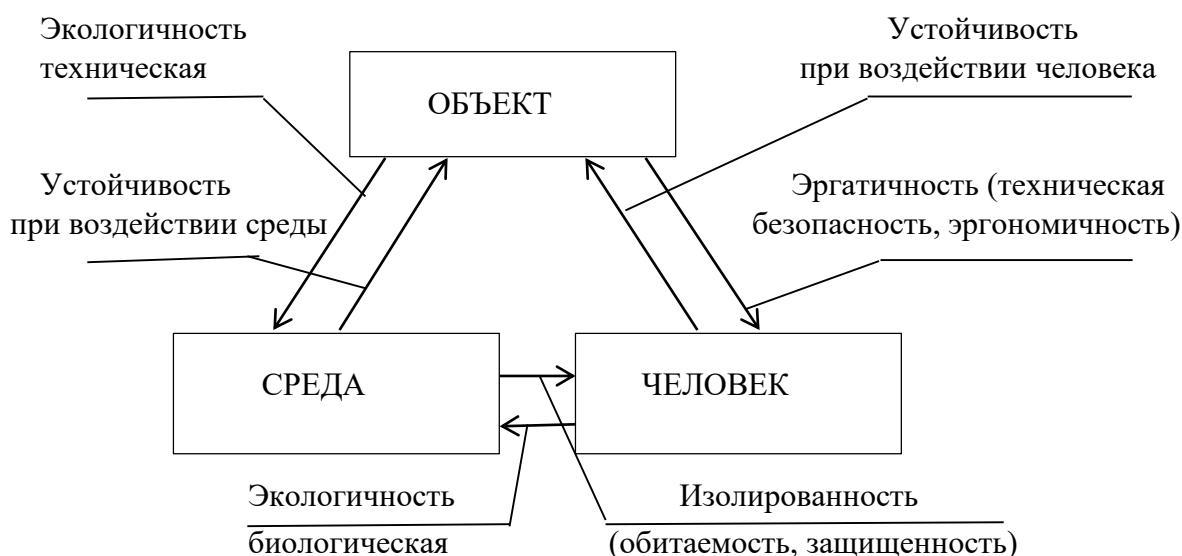 Экологичность
техническая
Устойчивость
при воздействии человека
ОБЪЕКТ
Устойчивость
при воздействии среды
Эргатичность (техническая
безопасность, эргономичность)
СРЕДА
ЧЕЛОВЕК
Экологичность
биологическая
Изолированность
(обитаемость, защищенность)